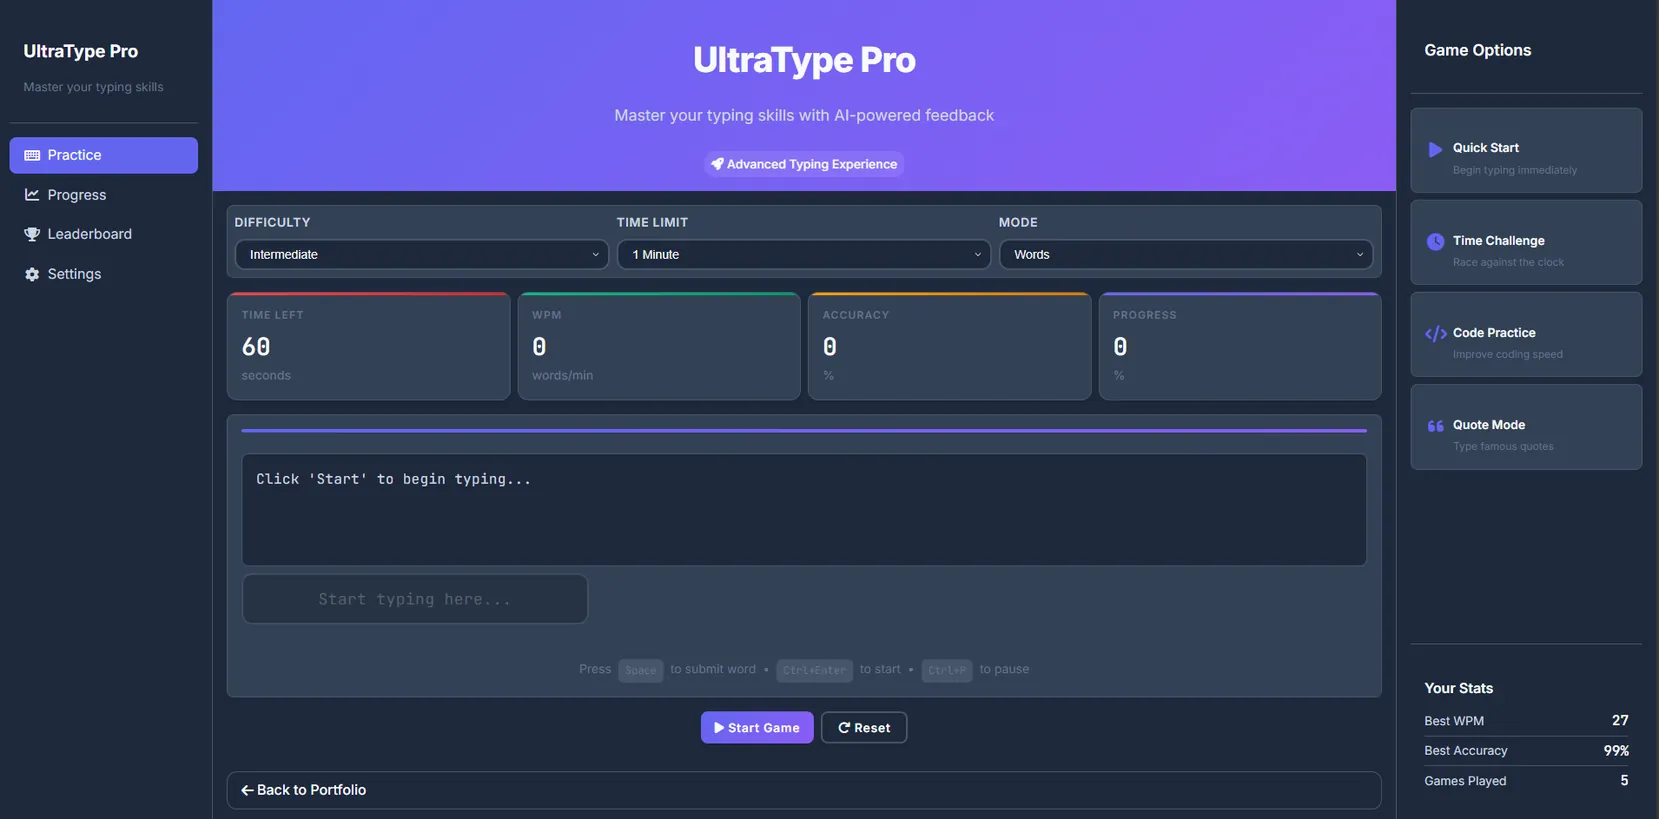 UltraType Pro
Master your typing skills
Practice
Progress
Leaderboard
Settings
UltraType Pro
Master your typing skills with AI-powered feedback
Advanced Typing Experience
DIFFICULTY
Intermediate
TIME LIMIT
1 Minute
MODE
Words
TIME LEFT
60
seconds
WPM
0
words/min
ACCURACY
0
%
PROGRESS
0
%
Click 'Start' to begin typing...
Start typing here...
Press Space to submit word • Ctrl+Enter to start • Ctrl+P to pause
Start Game
Reset
Back to Portfolio
Game Options
Quick Start
Begin typing immediately
Time Challenge
Race against the clock
Code Practice
Improve coding speed
Quote Mode
Type famous quotes
Your Stats
Best WPM 27
Best Accuracy 99%
Games Played 5